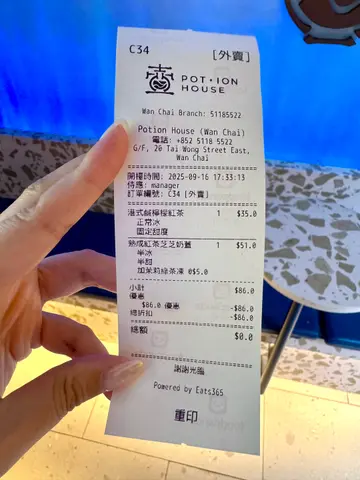 C34 [外賣]
POT·ION
HOUSE
Wan Chai Branch: 51185522
Potion House (Wan Chai)
電話: +852 5118 5522
G/F, 20 Tai Wong Street East,
Wan Chai
開檯時間: 2025-09-16 17:33:13
侍應: manager
訂單編號: C34 [外賣]
港式鹹檸檬紅茶 1 $35.0
正常冰
固定甜度
熟成紅茶芝芝奶蓋 1 $51.0
半冰
半甜
加茉莉綠茶凍 @5.0
小計 $86.0
優惠
$86.0 優惠 -$86.0
總折扣 -$86.0
總額 $0.0
謝謝光臨
Powered by Eats365
重印